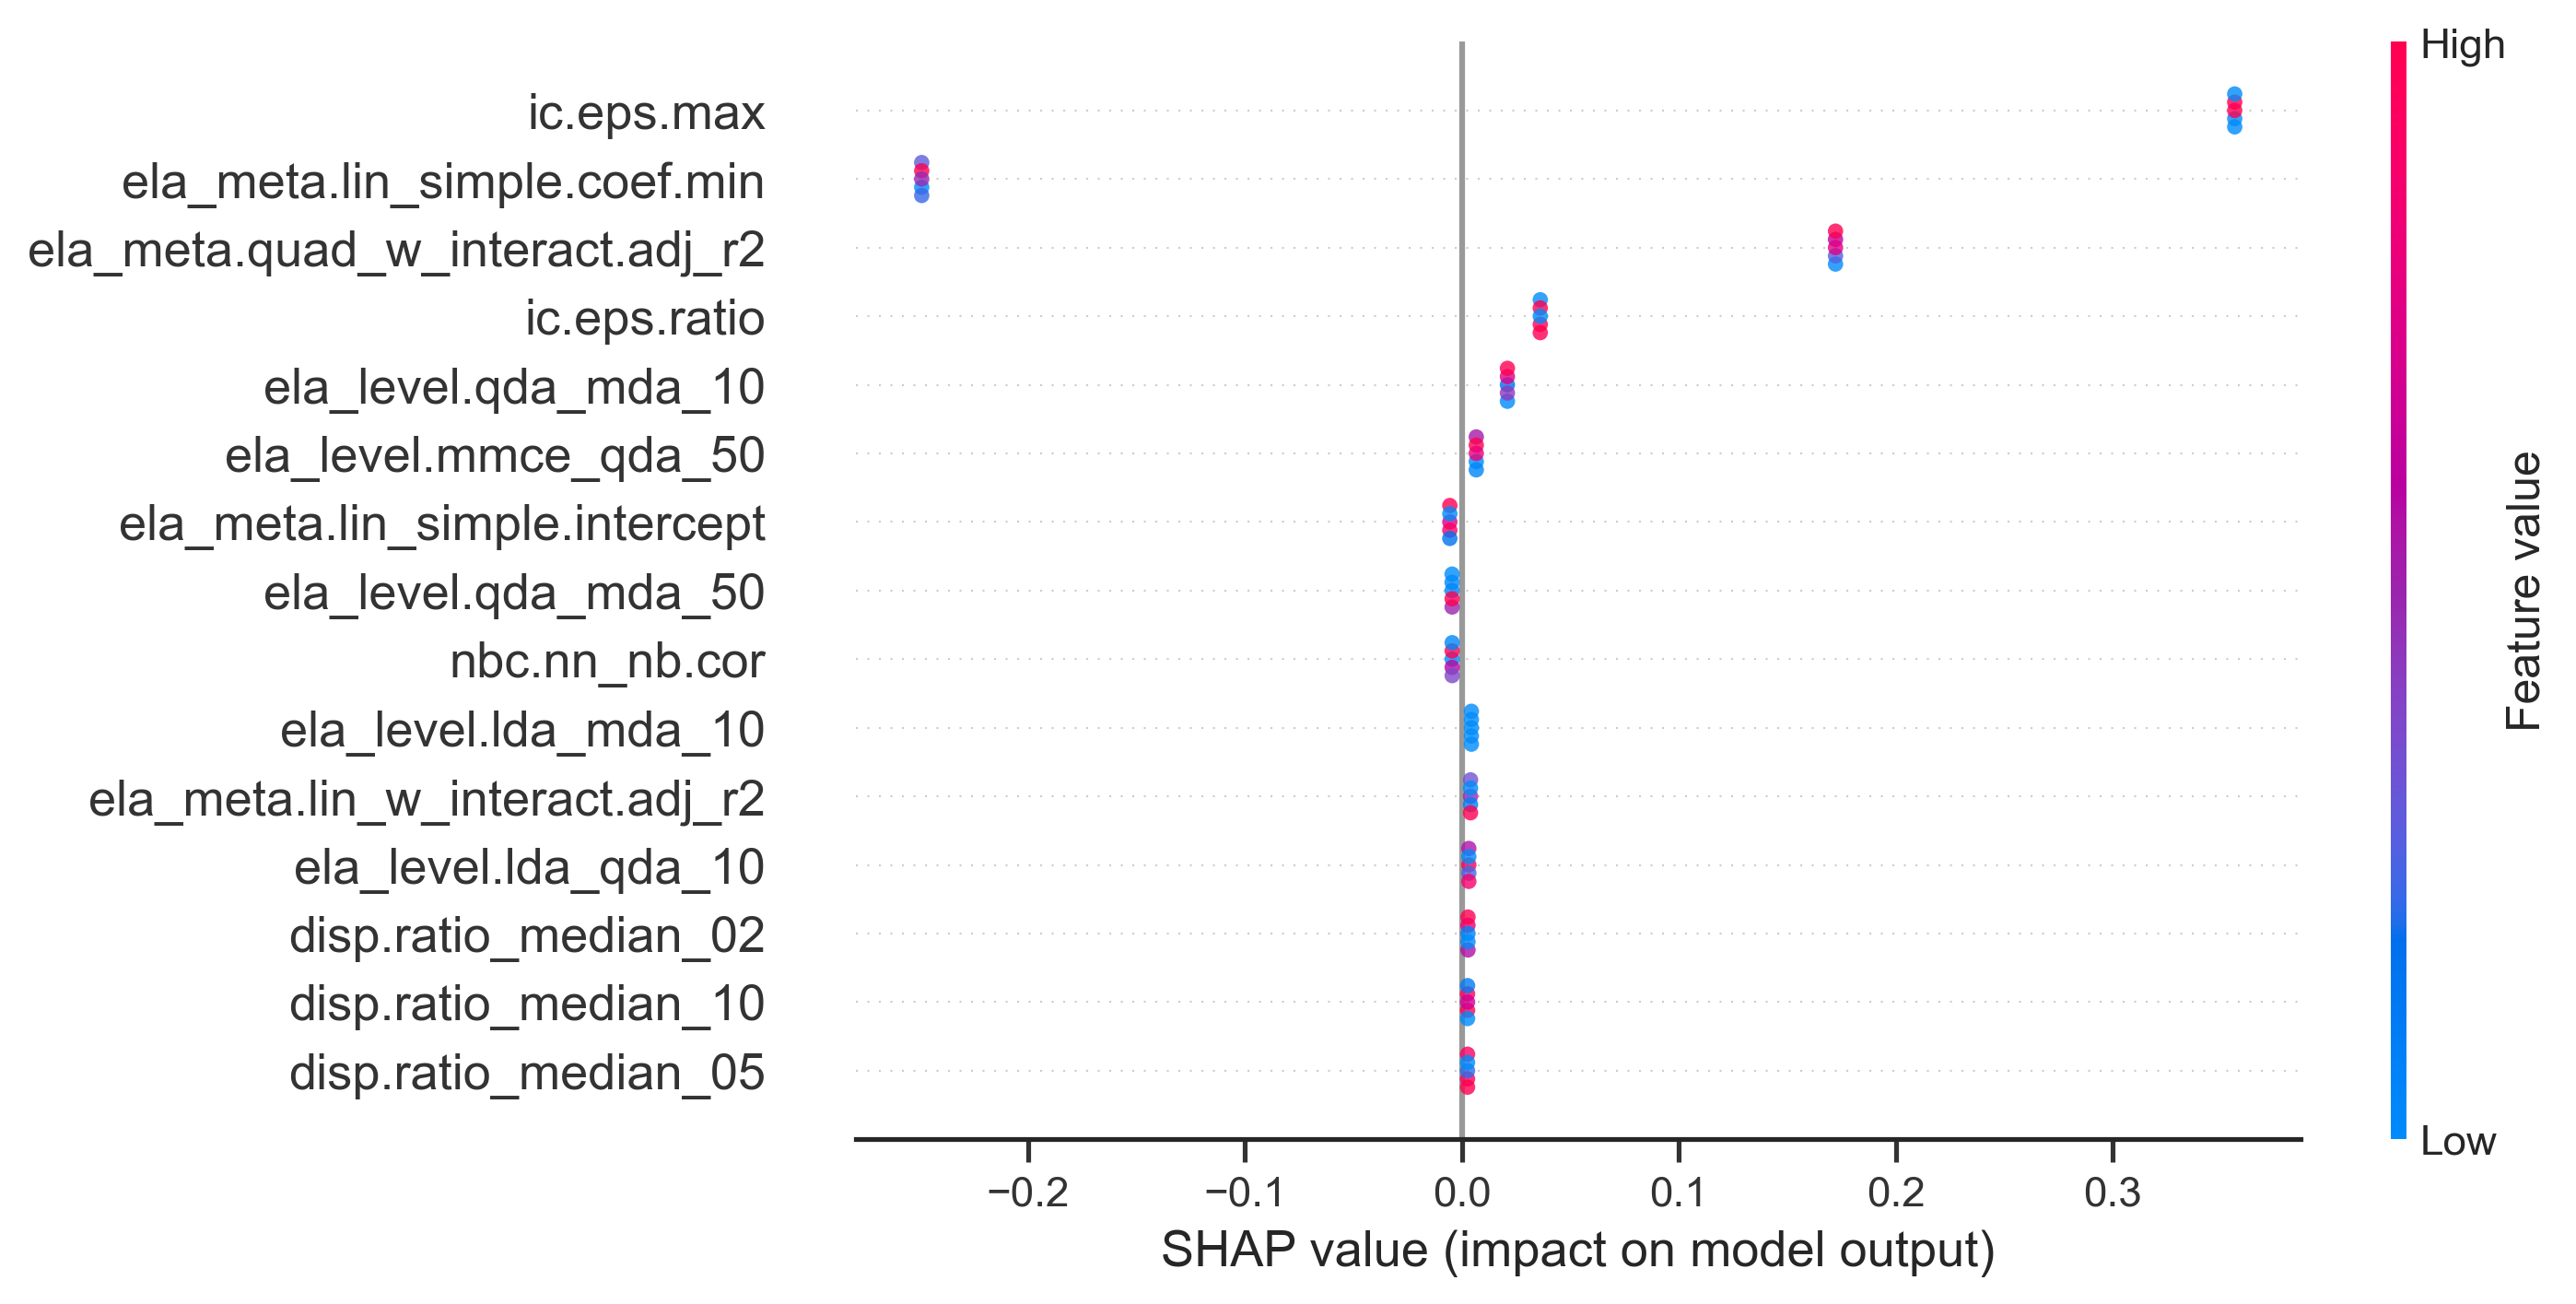 High
ic.eps.max
ela_meta.lin_simple.coef.min
ela_meta.quad_w_interact.adj_r2
ic.eps.ratio
ela_level.qda_mda_10
ela_level.mmce_qda_50
ela_meta.lin_simple.intercept
ela_level.qda_mda_50
nbc.nn_nb.cor
ela_level.lda_mda_10
ela_meta.lin_w_interact.adj_r2
ela_level.lda_qda_10
disp.ratio_median_02
disp.ratio_median_10
disp.ratio_median_05
Feature value
Low
−0.2 −0.1 0.0 0.1 0.2 0.3
SHAP value (impact on model output)